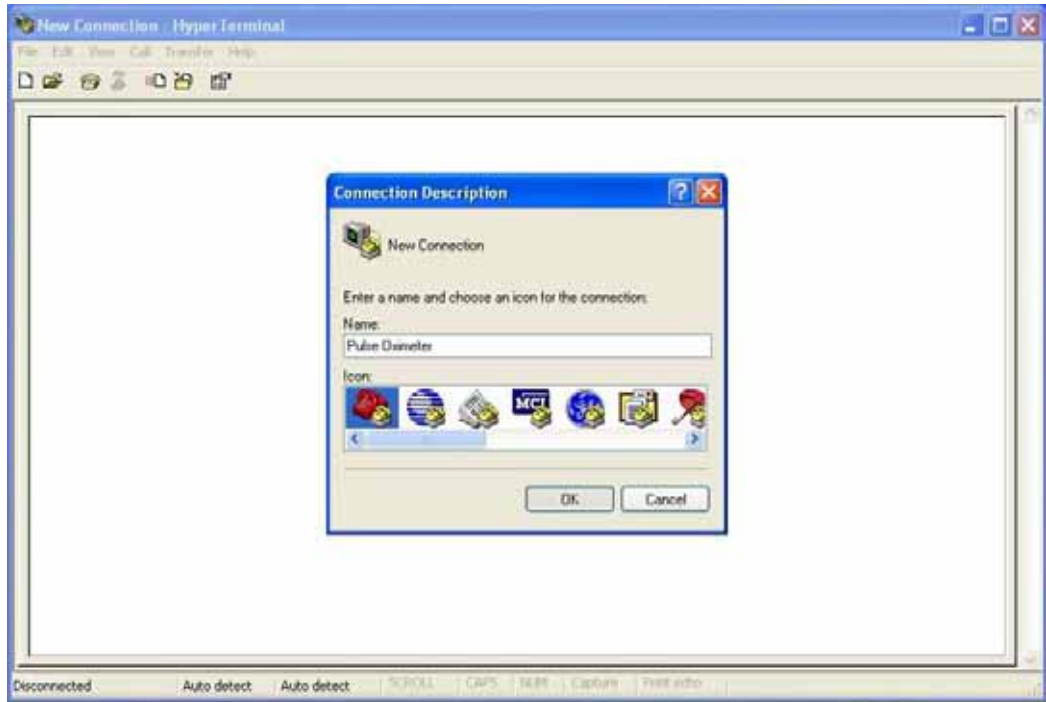 New Connection - HyperTerminal
File Edit View Call Transfer Help
Connection Description
New Connection
Enter a name and choose an icon for the connection:
Name:
Pulse Oximeter
Icon:
MCI
OK Cancel
Disconnected Auto detect Auto detect SCROLL CAPS NUM Capture Print echo